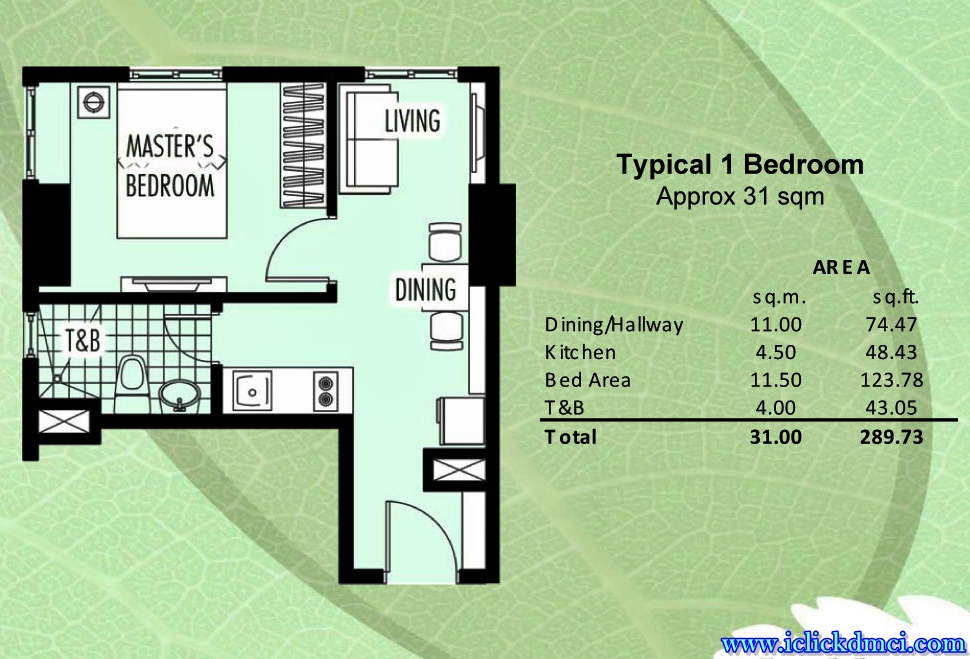 MASTER'S
BEDROOM
LIVING
DINING
T&B
Typical 1 Bedroom
Approx 31 sqm
AREA
sq.m. sq.ft.
Dining/Hallway 11.00 74.47
Kitchen 4.50 48.43
Bed Area 11.50 123.78
T&B 4.00 43.05
Total 31.00 289.73
www.iclickdmci.com